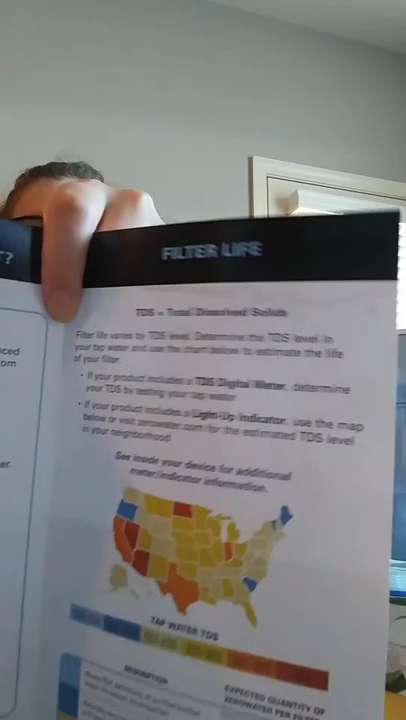 T?
FILTER LIFE
TDS = Total Dissolved Solids
Filter life varies by TDS level. Determine the TDS level in
your tap water and use the chart below to estimate the life
of your filter.
• If your product includes a TDS Digital Meter, determine
your TDS by testing your tap water
• If your product includes a Light-Up Indicator, use the map
below or visit zerowater.com for the estimated TDS level
in your neighborhood
See inside your device for additional
meter/indicator information.
TAP WATER TDS
DESCRIPTION
EXPECTED QUANTITY OF
ZEROWATER PER FILTER
nced
om
er.